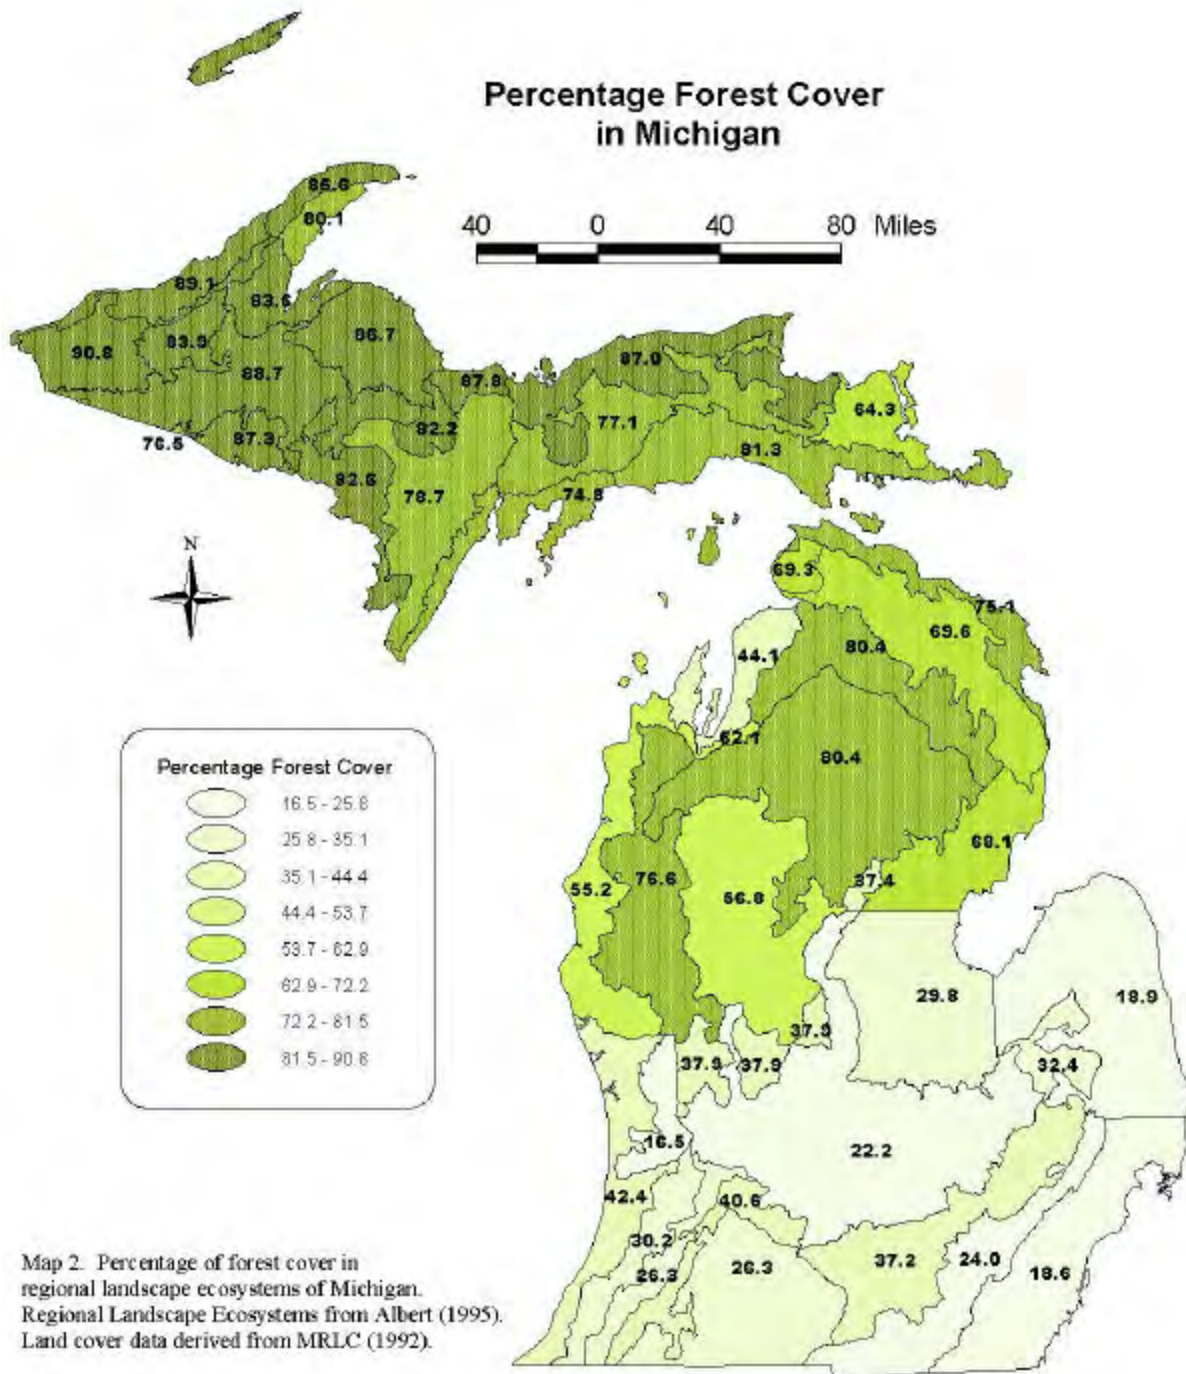 Percentage Forest Cover
in Michigan
40 0 40 80 Miles
85.6
80.1
89.1
83.6
86.7
90.8
83.9
88.7
87.8
87.0
77.1
64.3
76.5
87.3
82.2
81.3
82.6
78.7
74.8
N
69.3
75.1
69.6
80.4
44.1
62.1
80.4
68.1
55.2
76.6
56.8
37.4
29.8
18.9
37.9
37.9
37.9
32.4
16.5
22.2
42.4
40.6
30.2
26.3
26.3
37.2
24.0
18.6
Percentage Forest Cover
16.5 - 25.8
25.8 - 35.1
35.1 - 44.4
44.4 - 53.7
53.7 - 62.9
62.9 - 72.2
72.2 - 81.5
81.5 - 90.8
Map 2. Percentage of forest cover in
regional landscape ecosystems of Michigan.
Regional Landscape Ecosystems from Albert (1995).
Land cover data derived from MRLC (1992).